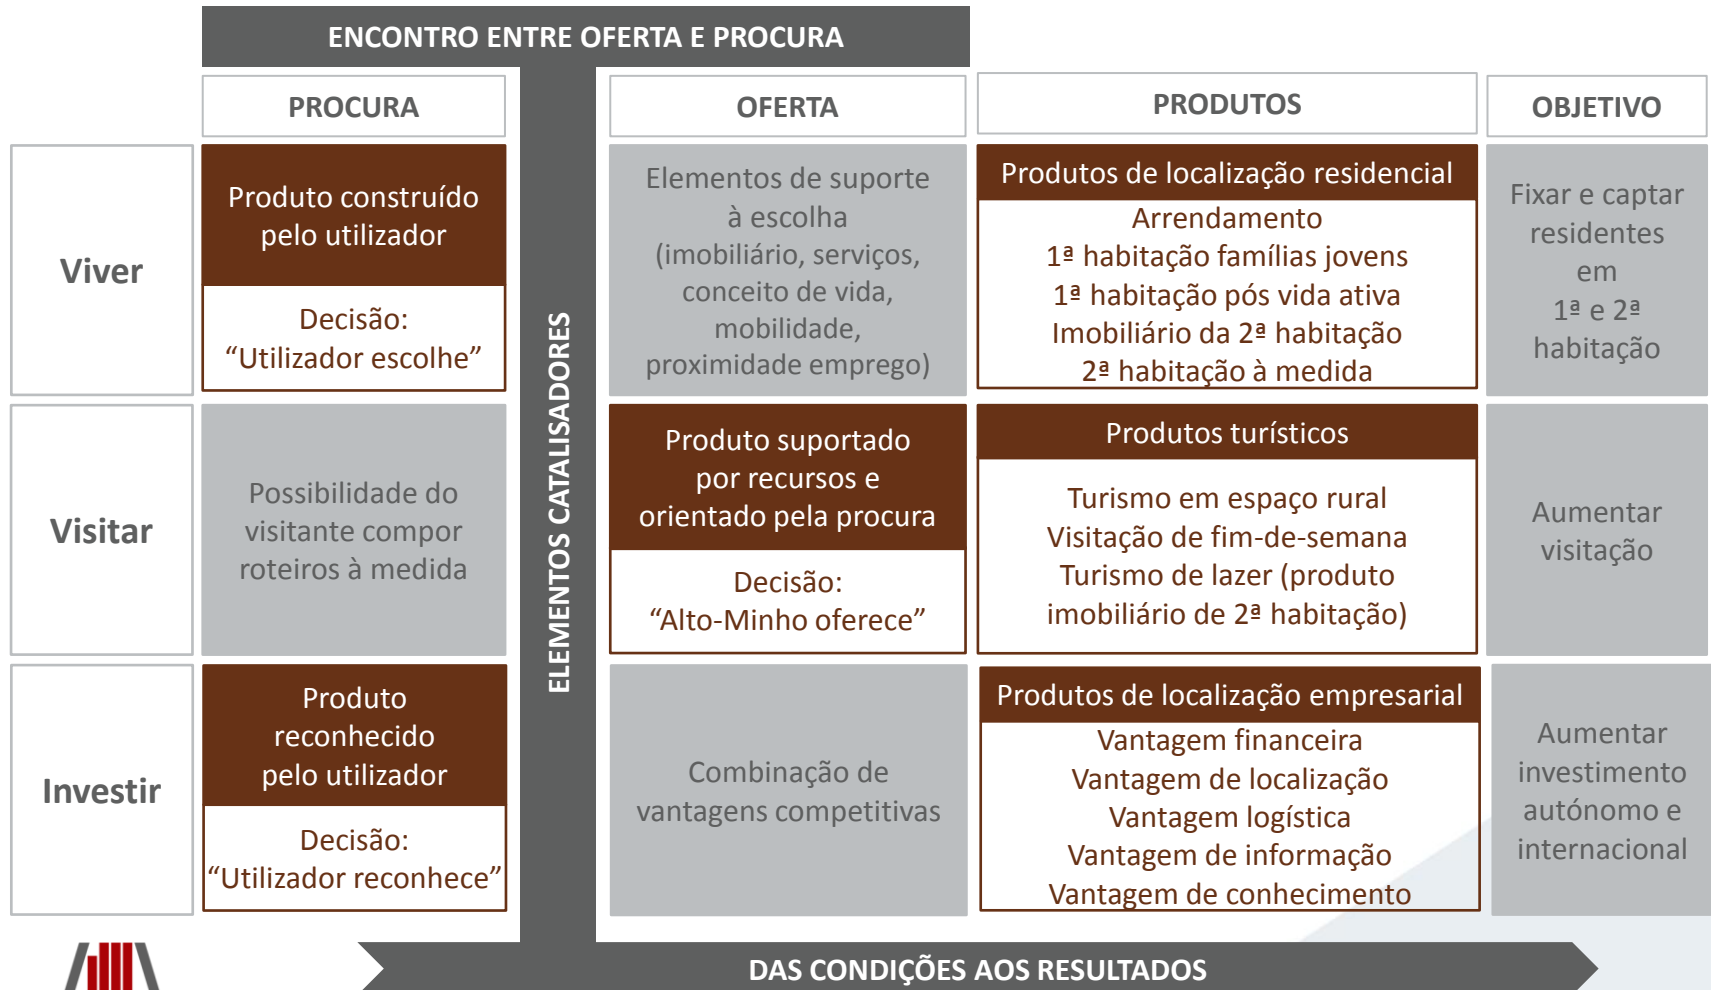 ENCONTRO ENTRE OFERTA E PROCURA
PROCURA
OFERTA
PRODUTOS
OBJETIVO
ELEMENTOS CATALISADORES
Viver
Produto construído
pelo utilizador
Decisão:
“Utilizador escolhe”
Elementos de suporte
à escolha
(imobiliário, serviços,
conceito de vida,
mobilidade,
proximidade emprego)
Produtos de localização residencial
Arrendamento
1ª habitação famílias jovens
1ª habitação pós vida ativa
Imobiliário da 2ª habitação
2ª habitação à medida
Fixar e captar
residentes
em
1ª e 2ª
habitação
Visitar
Possibilidade do
visitante compor
roteiros à medida
Produto suportado
por recursos e
orientado pela procura
Decisão:
“Alto-Minho oferece”
Produtos turísticos
Turismo em espaço rural
Visitação de fim-de-semana
Turismo de lazer (produto
imobiliário de 2ª habitação)
Aumentar
visitação
Investir
Produto
reconhecido
pelo utilizador
Decisão:
“Utilizador reconhece”
Combinação de
vantagens competitivas
Produtos de localização empresarial
Vantagem financeira
Vantagem de localização
Vantagem logística
Vantagem de informação
Vantagem de conhecimento
Aumentar
investimento
autónomo e
internacional
DAS CONDIÇÕES AOS RESULTADOS